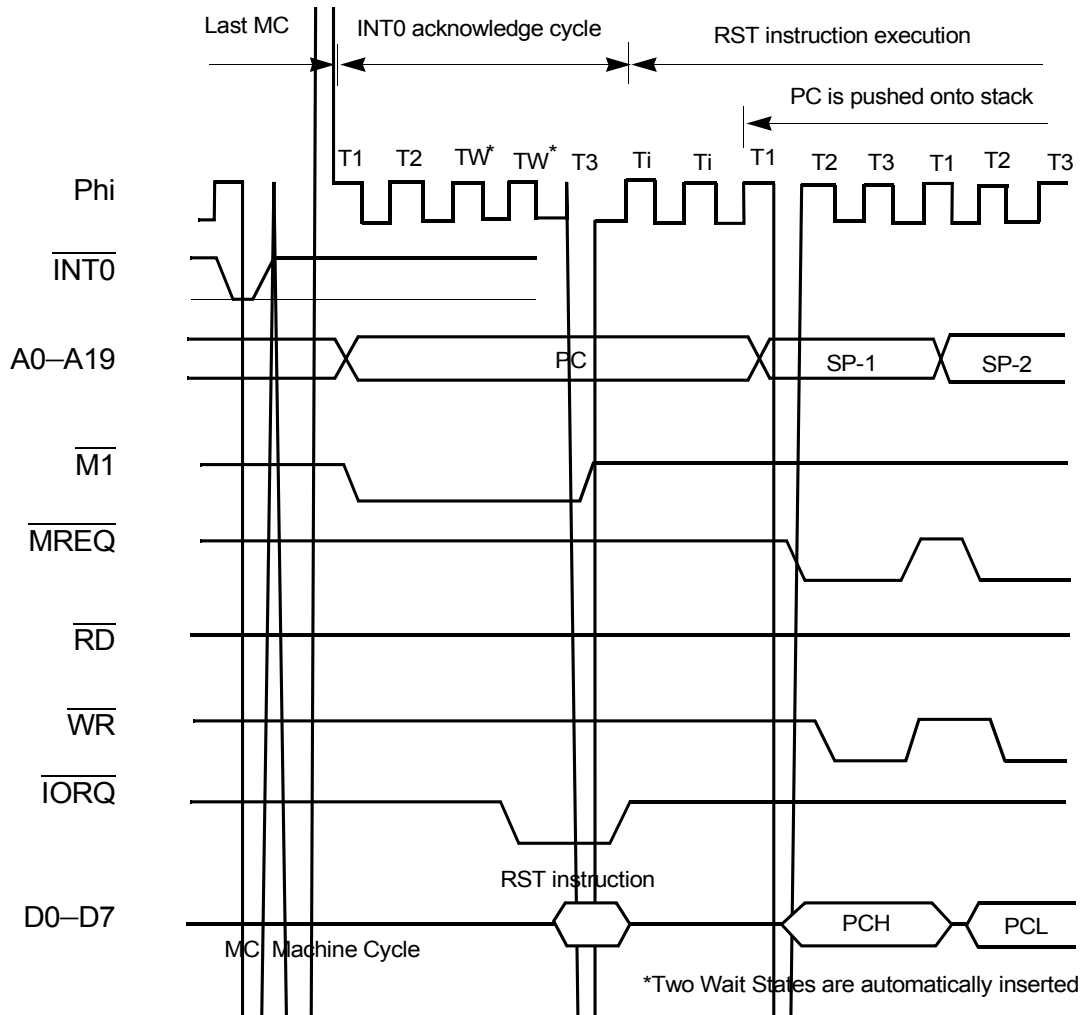 Last MC INT0 acknowledge cycle RST instruction execution
PC is pushed onto stack
T1 T2 TW* TW* T3 Ti Ti T1 T2 T3 T1 T2 T3
Phi
INT0
A0–A19 PC SP-1 SP-2
M1
MREQ
RD
WR
IORQ
RST instruction
D0–D7 PCH PCL
MC Machine Cycle
*Two Wait States are automatically inserted